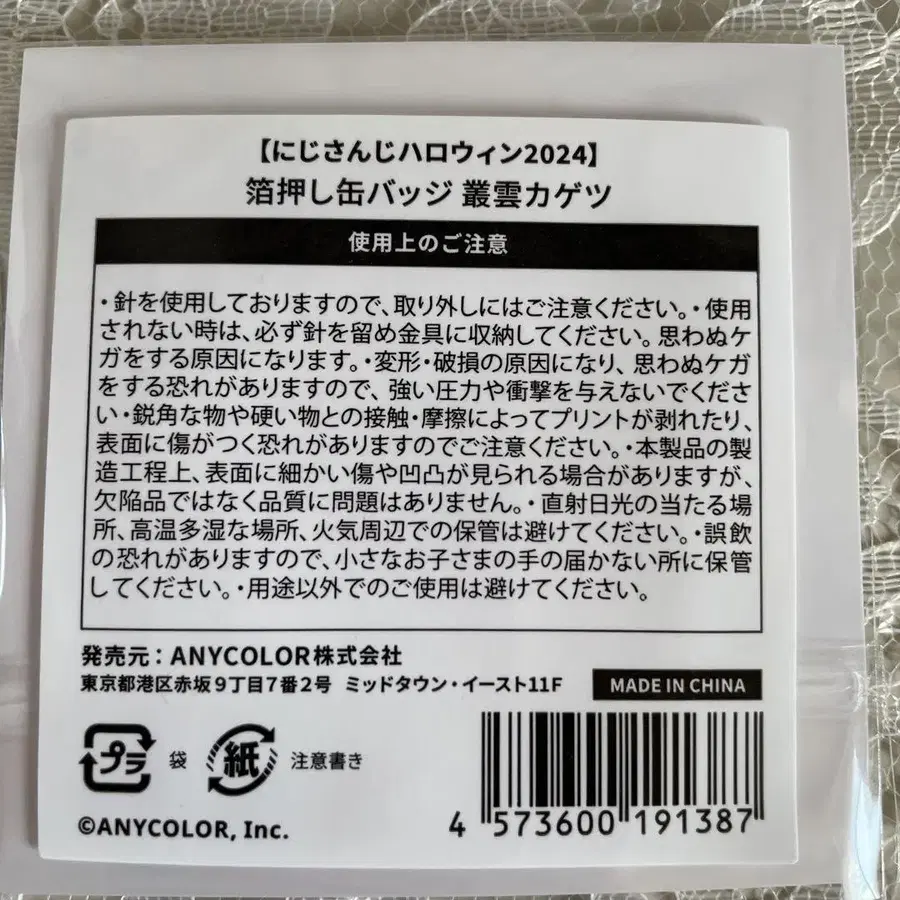 【にじさんじハロウィン2024】
箔押し缶バッジ 叢雲カゲツ
使用上のご注意
・針を使用しておりますので、取り外しにはご注意ください。・使用
されない時は、必ず針を留め金具に収納してください。思わぬケ
ガをする原因になります。・変形・破損の原因になり、思わぬケガ
をする恐れがありますので、強い圧力や衝撃を与えないでくださ
い・鋭角な物や硬い物との接触・摩擦によってプリントが剥れたり、
表面に傷がつく恐れがありますのでご注意ください。・本製品の製
造工程上、表面に細かい傷や凹凸が見られる場合がありますが、
欠陥品ではなく品質に問題はありません。・直射日光の当たる場
所、高温多湿な場所、火気周辺での保管は避けてください。・誤飲
の恐れがありますので、小さなお子さまの手の届かない所に保管
してください。・用途以外でのご使用は避けてください。
発売元：ANYCOLOR株式会社
東京都港区赤坂9丁目7番2号 ミッドタウン・イースト11F
MADE IN CHINA
プラ 袋 紙 注意書き
©ANYCOLOR, Inc.
4 573600 191387